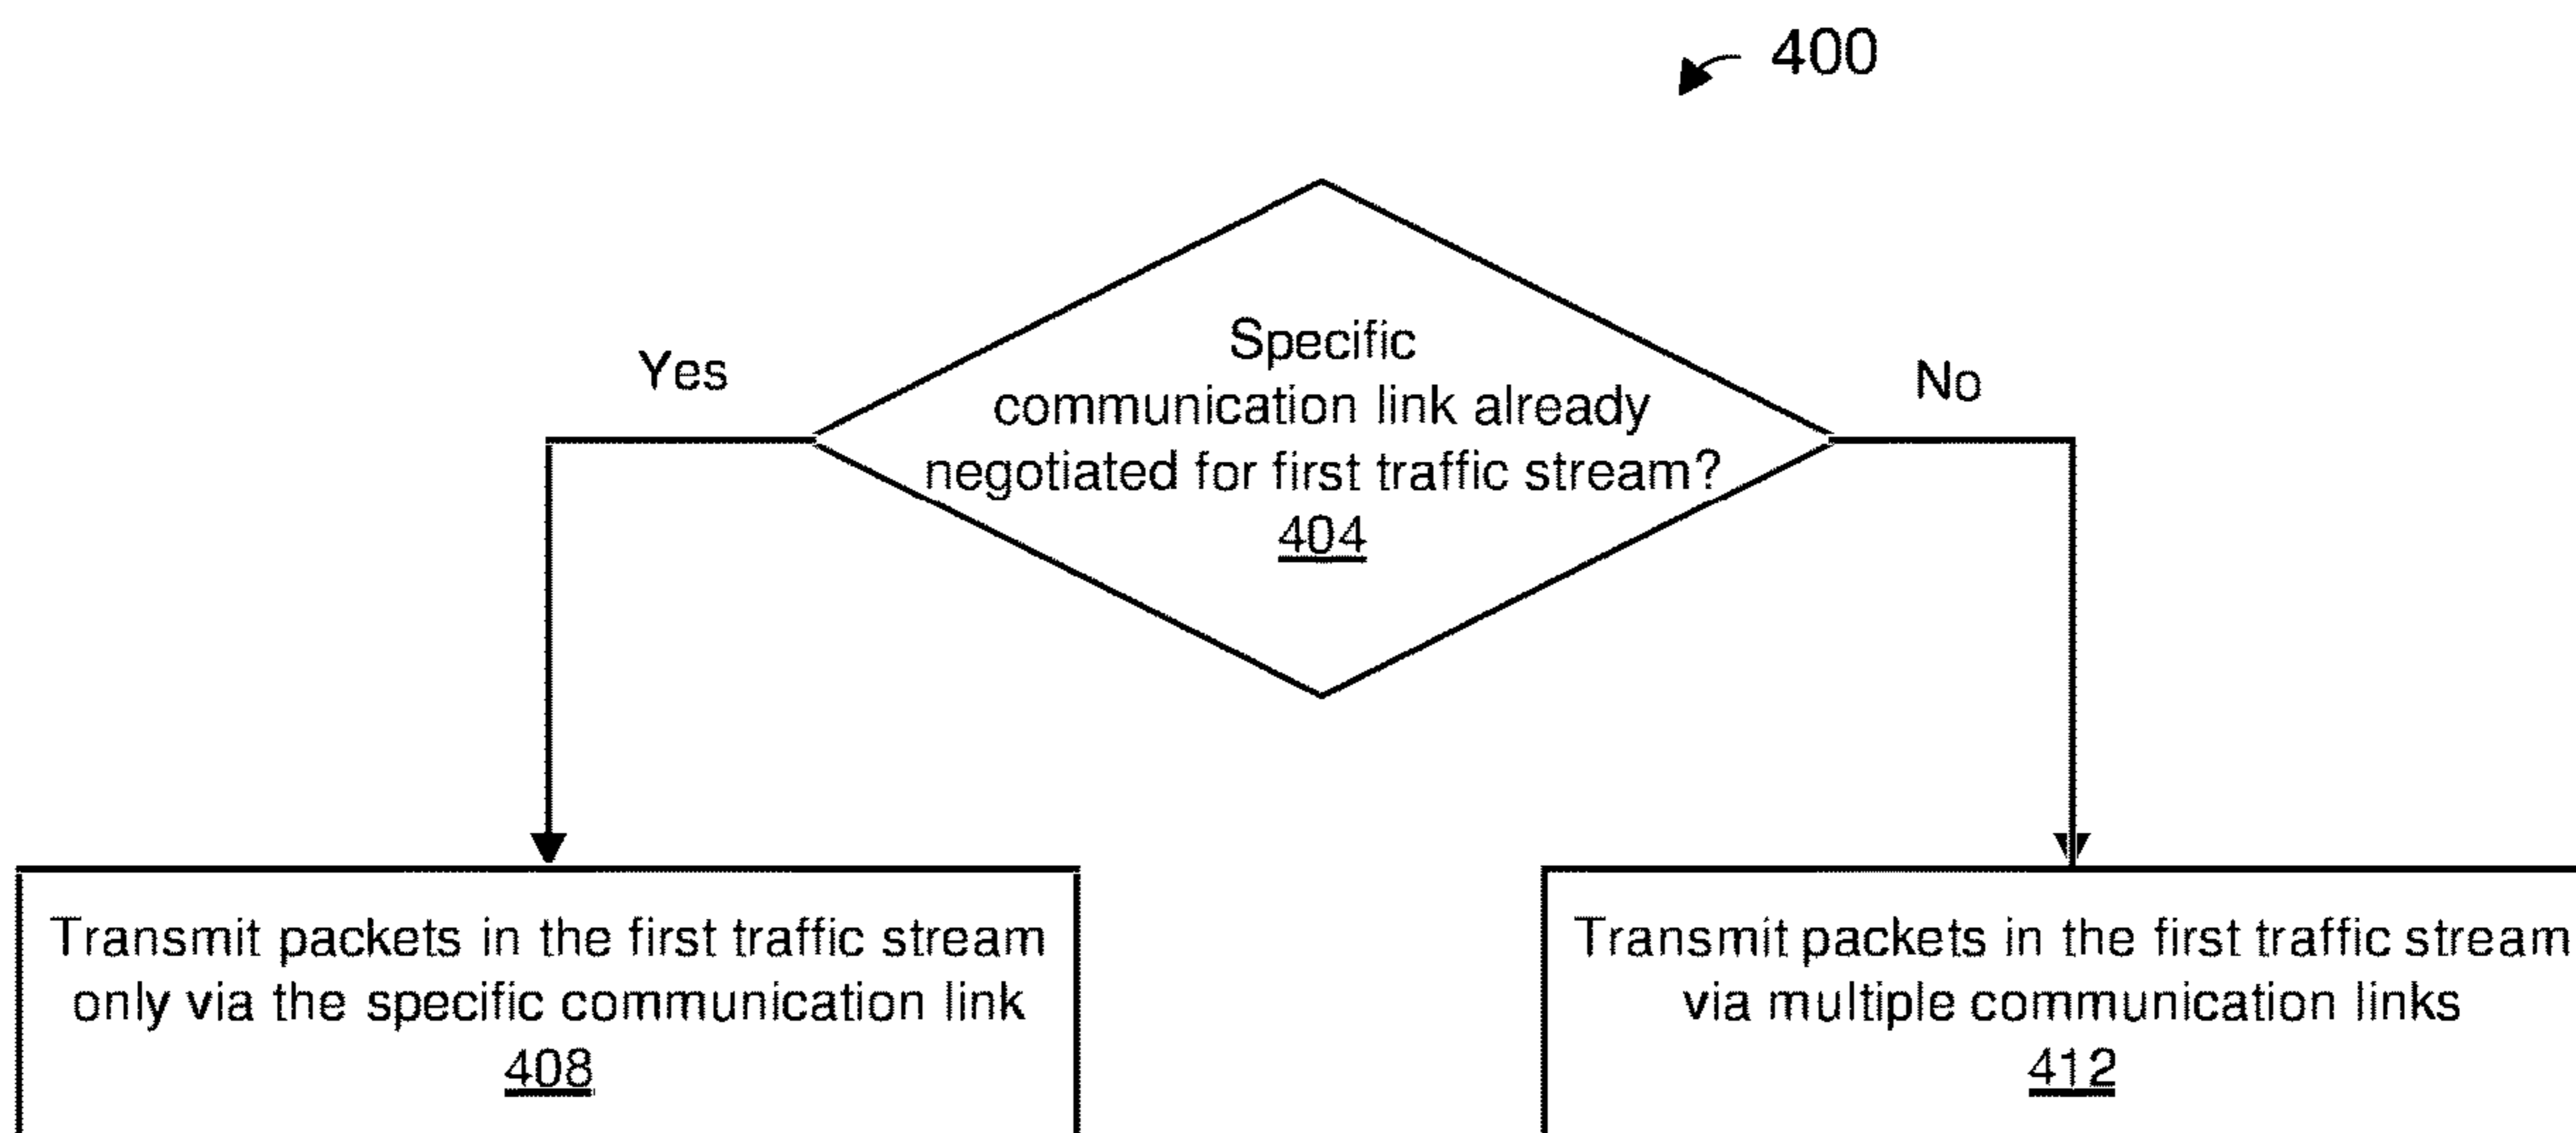 400
Specific
communication link already
negotiated for first traffic stream?
404
Yes
No
Transmit packets in the first traffic stream
only via the specific communication link
408
Transmit packets in the first traffic stream
via multiple communication links
412